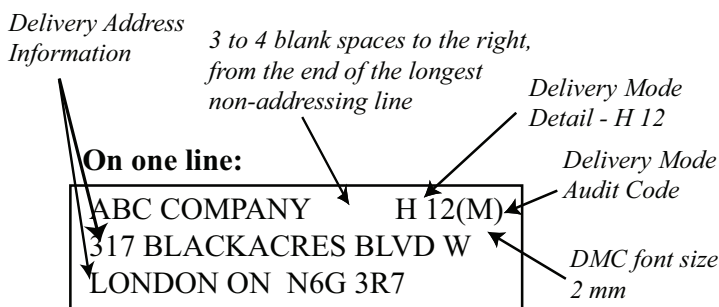 Delivery Address
Information
3 to 4 blank spaces to the right,
from the end of the longest
non-addressing line
Delivery Mode
Detail - H 12
Delivery Mode
Audit Code
On one line:
ABC COMPANY H 12(M)
317 BLACKACRES BLVD W
LONDON ON N6G 3R7
DMC font size
2 mm